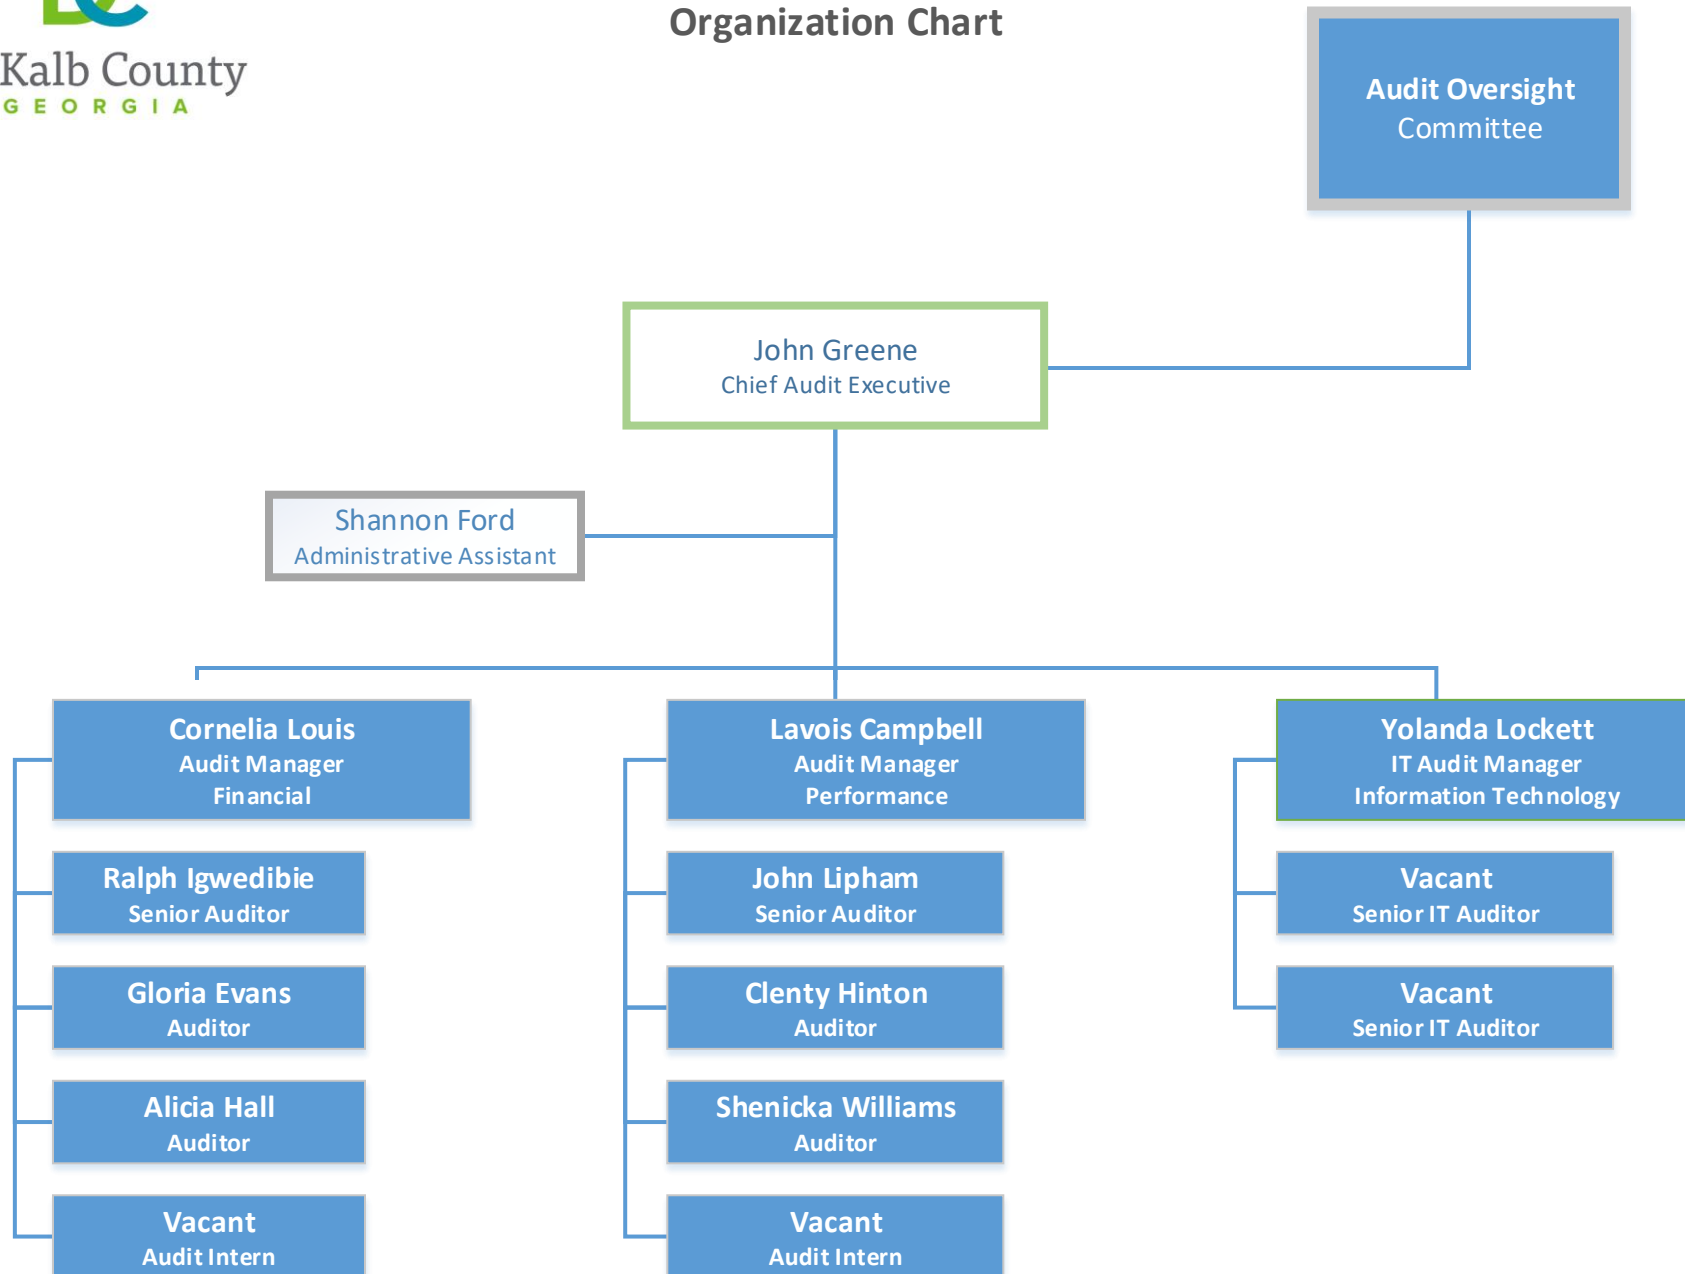 Organization Chart
Kalb County
GEORGIA
Audit Oversight
Committee
John Greene
Chief Audit Executive
Shannon Ford
Administrative Assistant
Cornelia Louis
Audit Manager
Financial
Ralph Igwedibie
Senior Auditor
Gloria Evans
Auditor
Alicia Hall
Auditor
Vacant
Audit Intern
Lavois Campbell
Audit Manager
Performance
John Lipham
Senior Auditor
Clenty Hinton
Auditor
Shenicka Williams
Auditor
Vacant
Audit Intern
Yolanda Lockett
IT Audit Manager
Information Technology
Vacant
Senior IT Auditor
Vacant
Senior IT Auditor